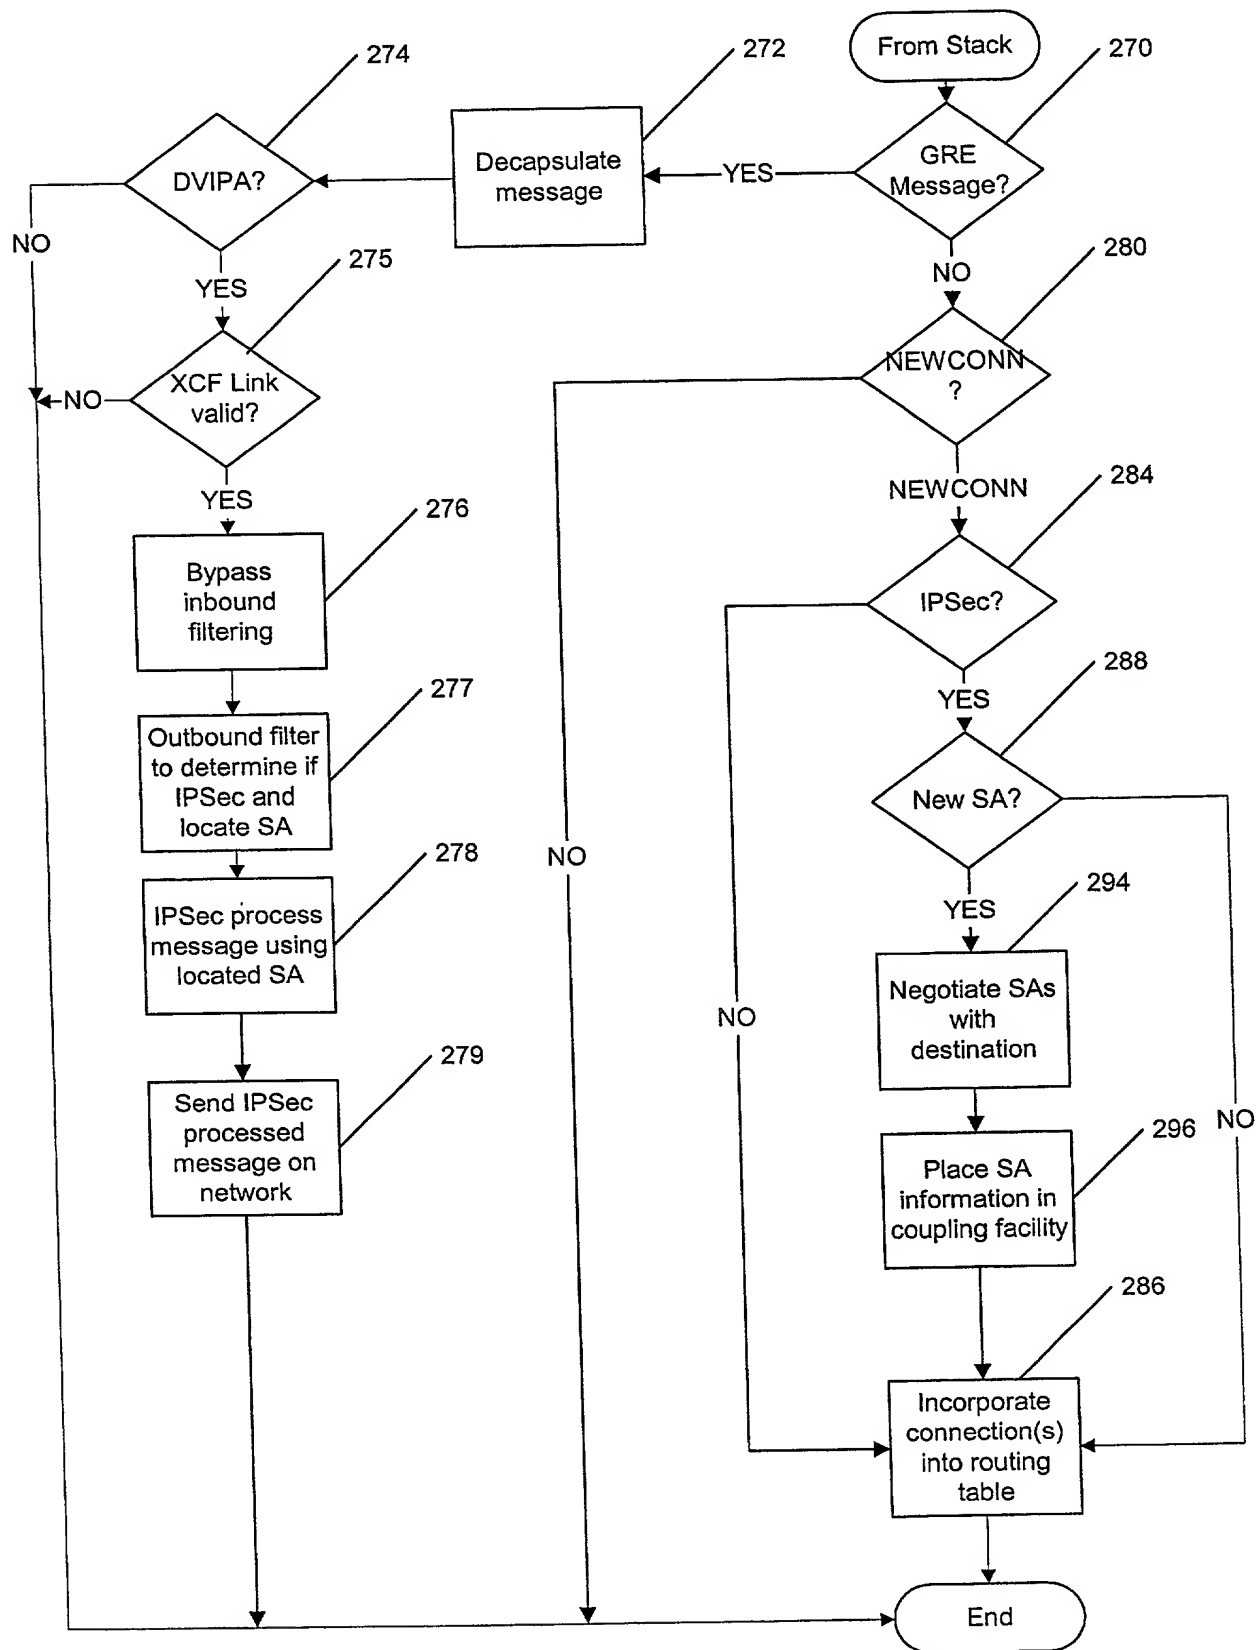 From Stack
270
GRE
Message?
YES
272
Decapsulate
message
274
DVIPA?
NO
YES
275
XCF Link
valid?
NO
YES
276
Bypass
inbound
filtering
277
Outbound filter
to determine if
IPSec and
locate SA
278
IPSec process
message using
located SA
279
Send IPSec
processed
message on
network
NO
280
NEWCONN
?
NO
NEWCONN
284
IPSec?
NO
YES
288
New SA?
NO
YES
294
Negotiate SAs
with
destination
296
Place SA
information in
coupling facility
286
Incorporate
connection(s)
into routing
table
End